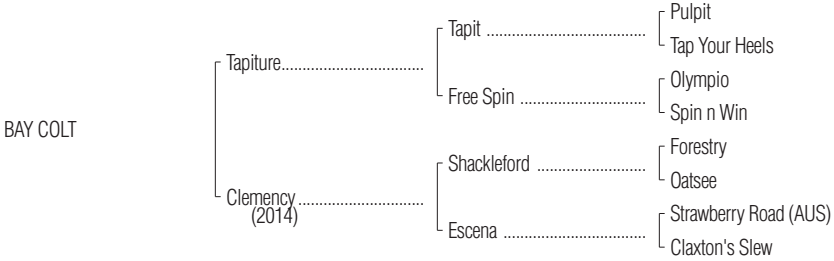 Pulpit
Tapit ......................................
Tap Your Heels
Tapiture..................................
Olympio
Free Spin ..............................
Spin n Win
BAY COLT
Forestry
Shackleford ..........................
Oatsee
Clemency ..............................
(2014)
Strawberry Road (AUS)
Escena ..................................
Claxton's Slew